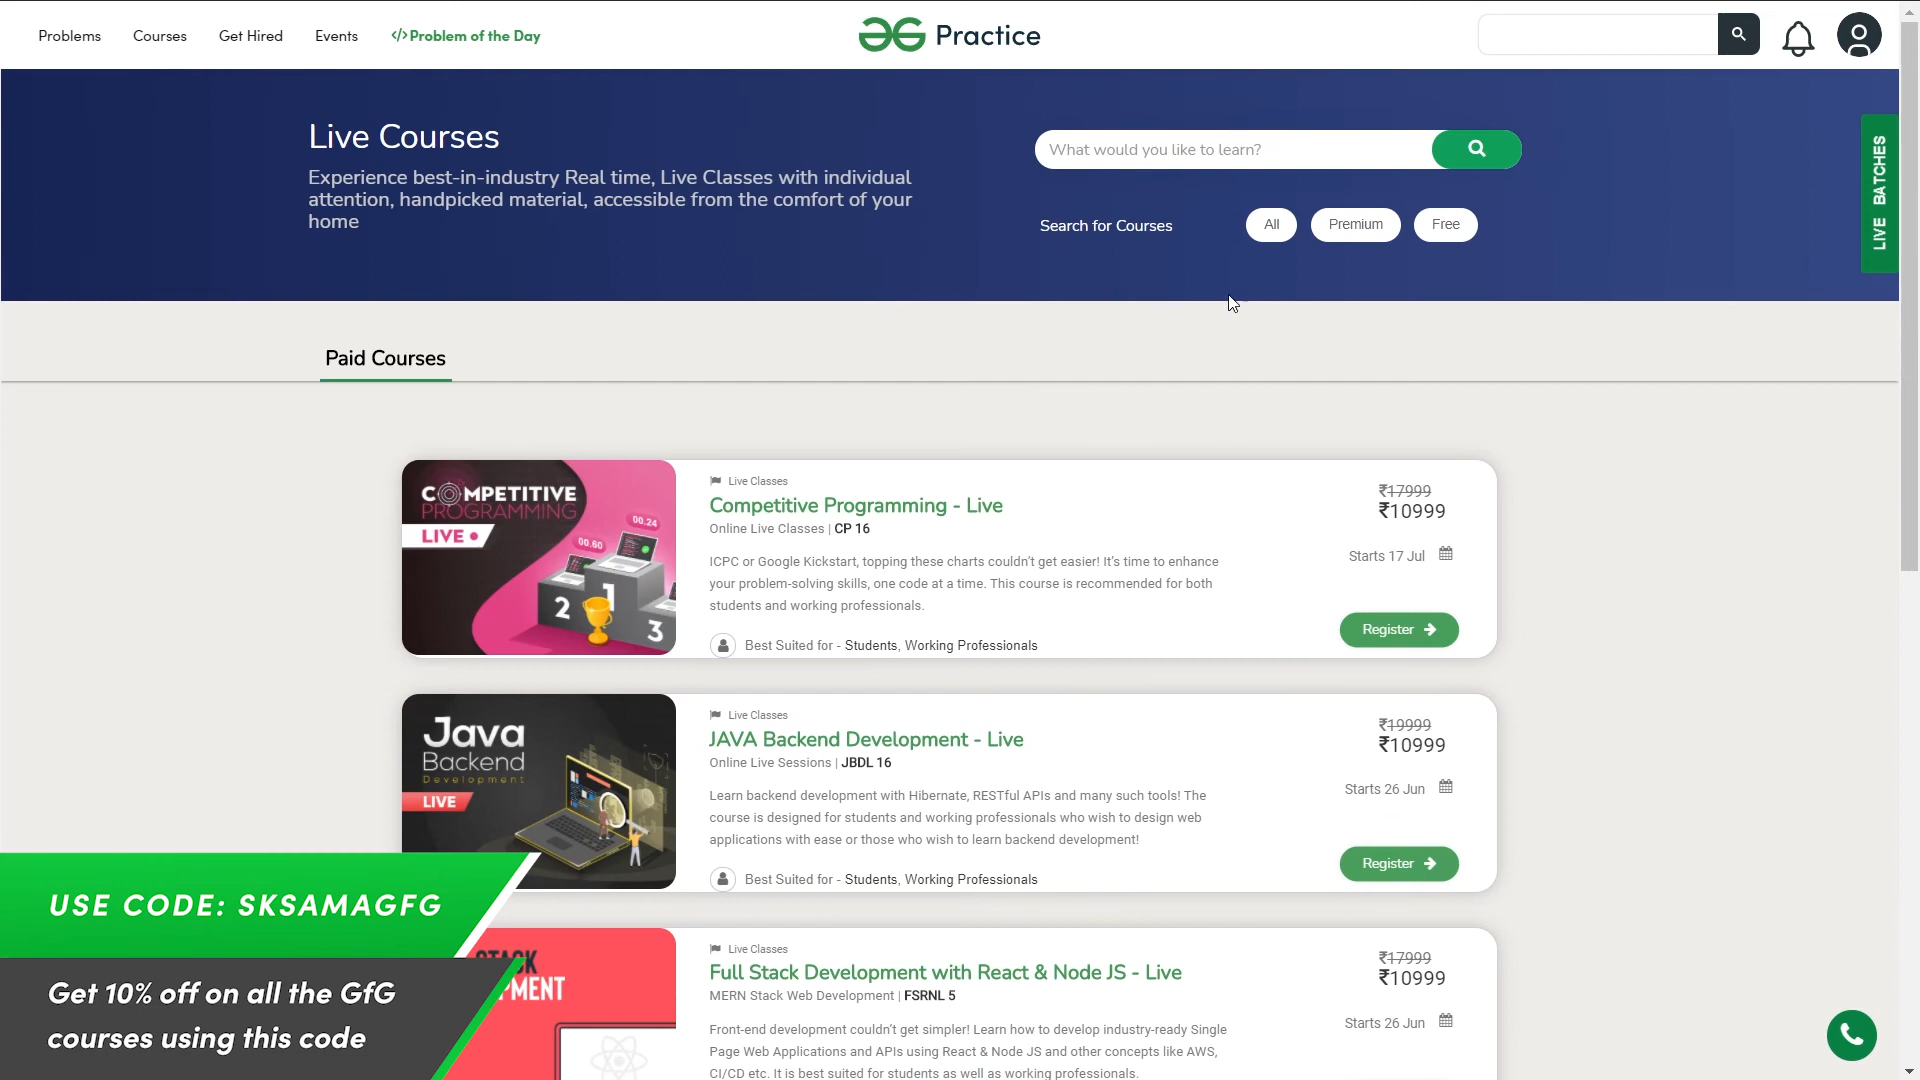 Problems
Courses
Get Hired
Events
</>Problem of the Day
Practice
Live Courses
Experience best-in-industry Real time, Live Classes with individual
attention, handpicked material, accessible from the comfort of your
home
What would you like to learn?
Search for Courses
All
Premium
Free
LIVE BATCHES
Paid Courses
COMPETITIVE
PROGRAMMING
LIVE
00.24
00.60
1
2
3
Live Classes
Competitive Programming - Live
Online Live Classes | CP 16
ICPC or Google Kickstart, topping these charts couldn’t get easier! It’s time to enhance
your problem-solving skills, one code at a time. This course is recommended for both
students and working professionals.
Best Suited for - Students, Working Professionals
₹17999
₹10999
Starts 17 Jul
Register
Java
Backend
Development
LIVE
Live Classes
JAVA Backend Development - Live
Online Live Sessions | JBDL 16
Learn backend development with Hibernate, RESTful APIs and many such tools! The
course is designed for students and working professionals who wish to design web
applications with ease or those who wish to learn backend development!
Best Suited for - Students, Working Professionals
₹19999
₹10999
Starts 26 Jun
Register
Live Classes
Full Stack Development with React & Node JS - Live
MERN Stack Web Development | FSRNL 5
Front-end development couldn’t get simpler! Learn how to develop industry-ready Single
Page Web Applications and APIs using React & Node JS and other concepts like AWS,
CI/CD etc. It is best suited for students as well as working professionals.
₹17999
₹10999
Starts 26 Jun
USE CODE: SKSAMAGFG
Get 10% off on all the GfG
courses using this code